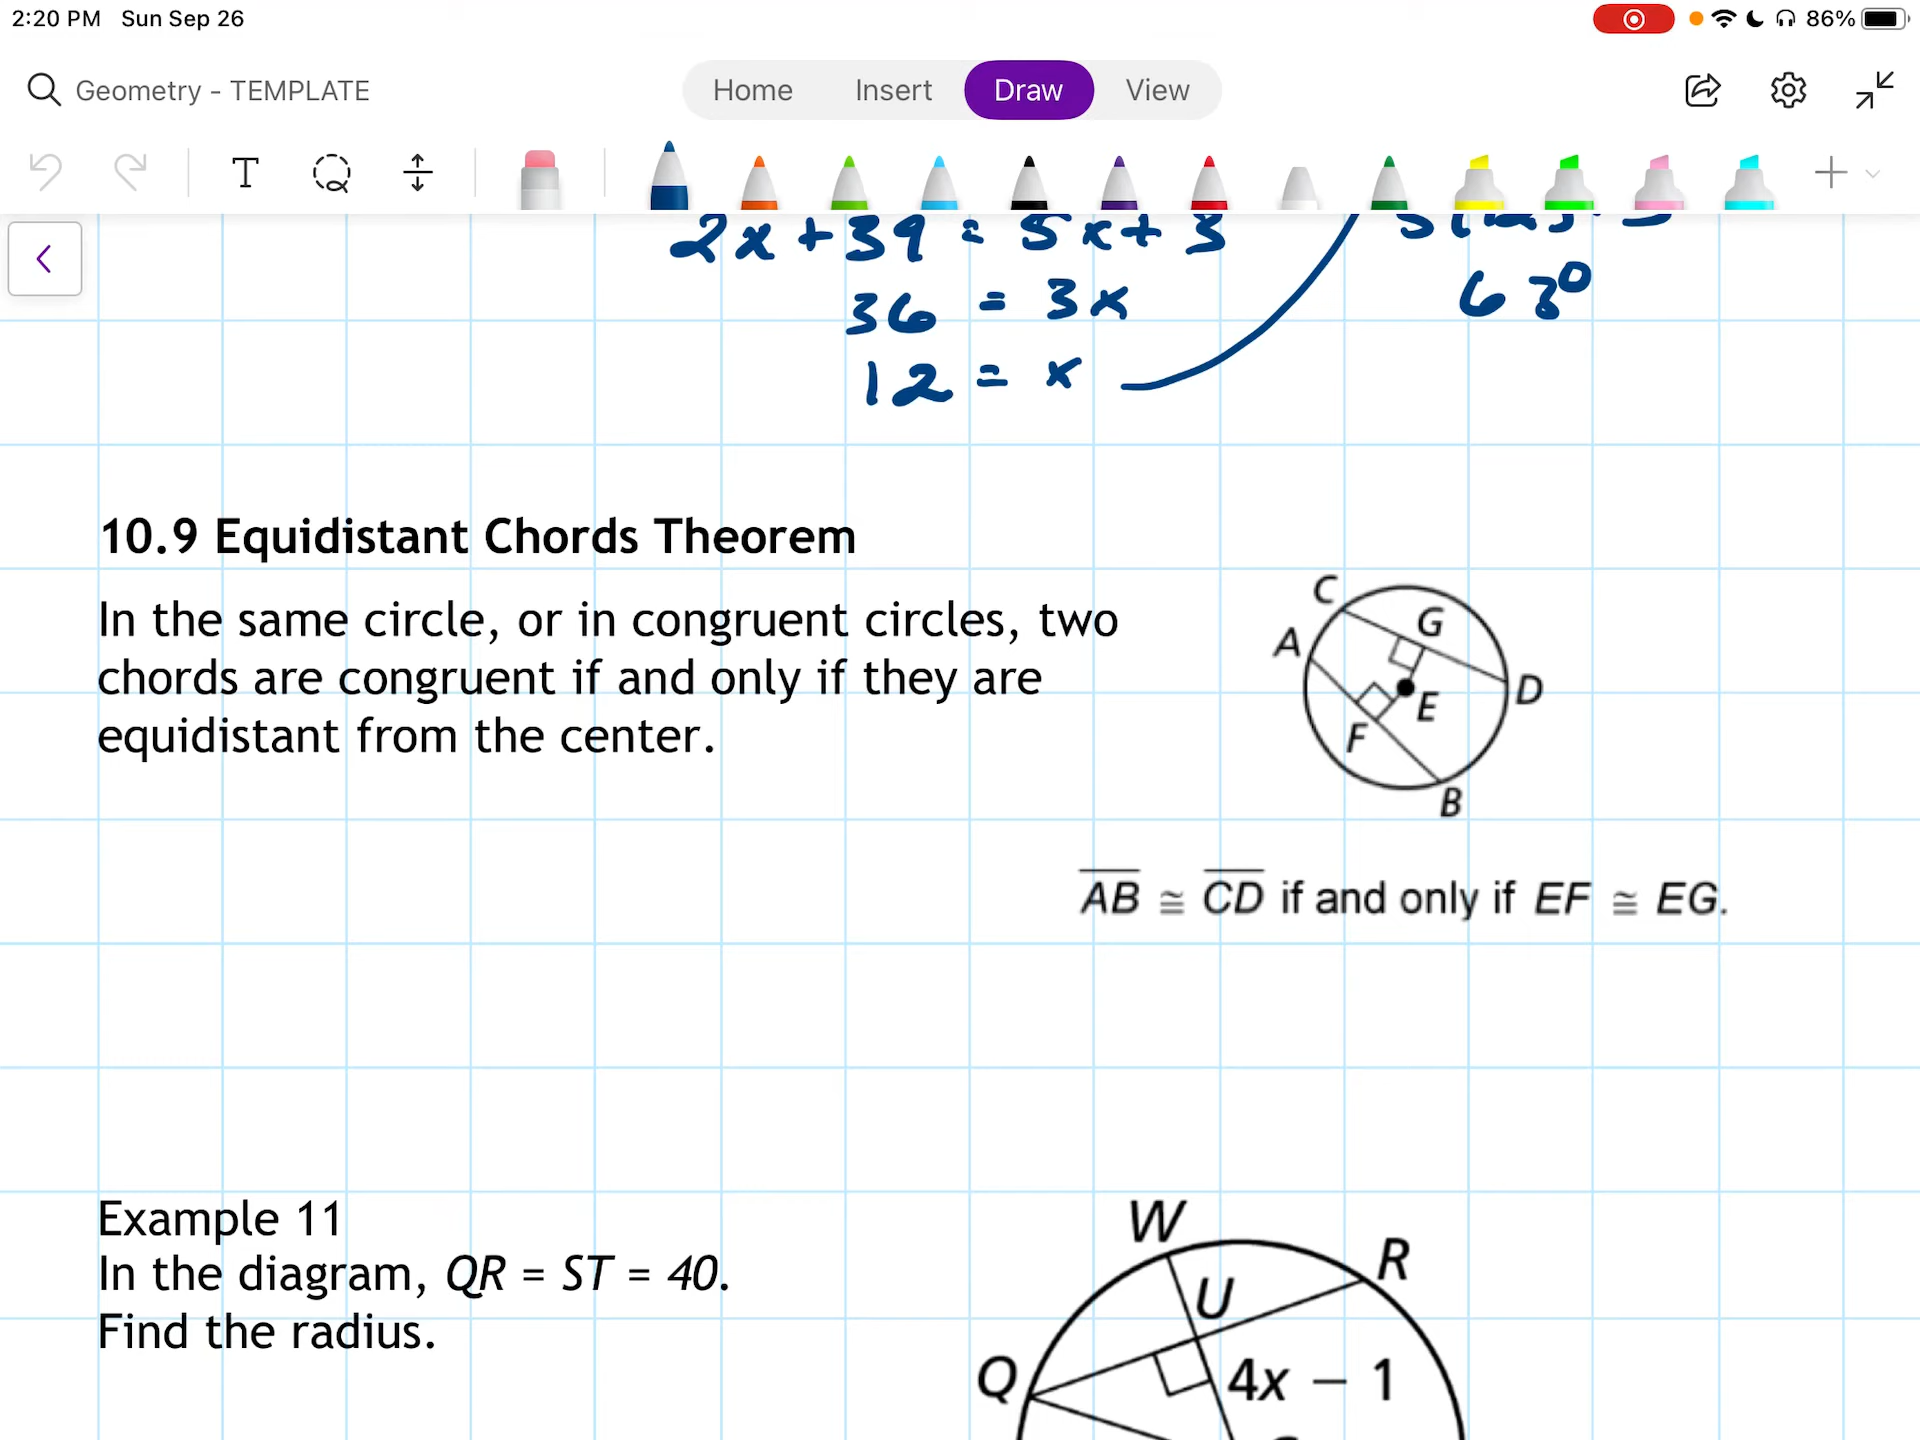 2:20 PM Sun Sep 26
86%
Geometry - TEMPLATE
Home Insert Draw View
T
2x + 39 = 5x + 3
36 = 3x
63°
12 = x
10.9 Equidistant Chords Theorem
In the same circle, or in congruent circles, two
chords are congruent if and only if they are
equidistant from the center.
C
G
A
D
E
F
B
AB ≅ CD if and only if EF ≅ EG.
Example 11
In the diagram, QR = ST = 40.
Find the radius.
W
R
U
Q
4x − 1